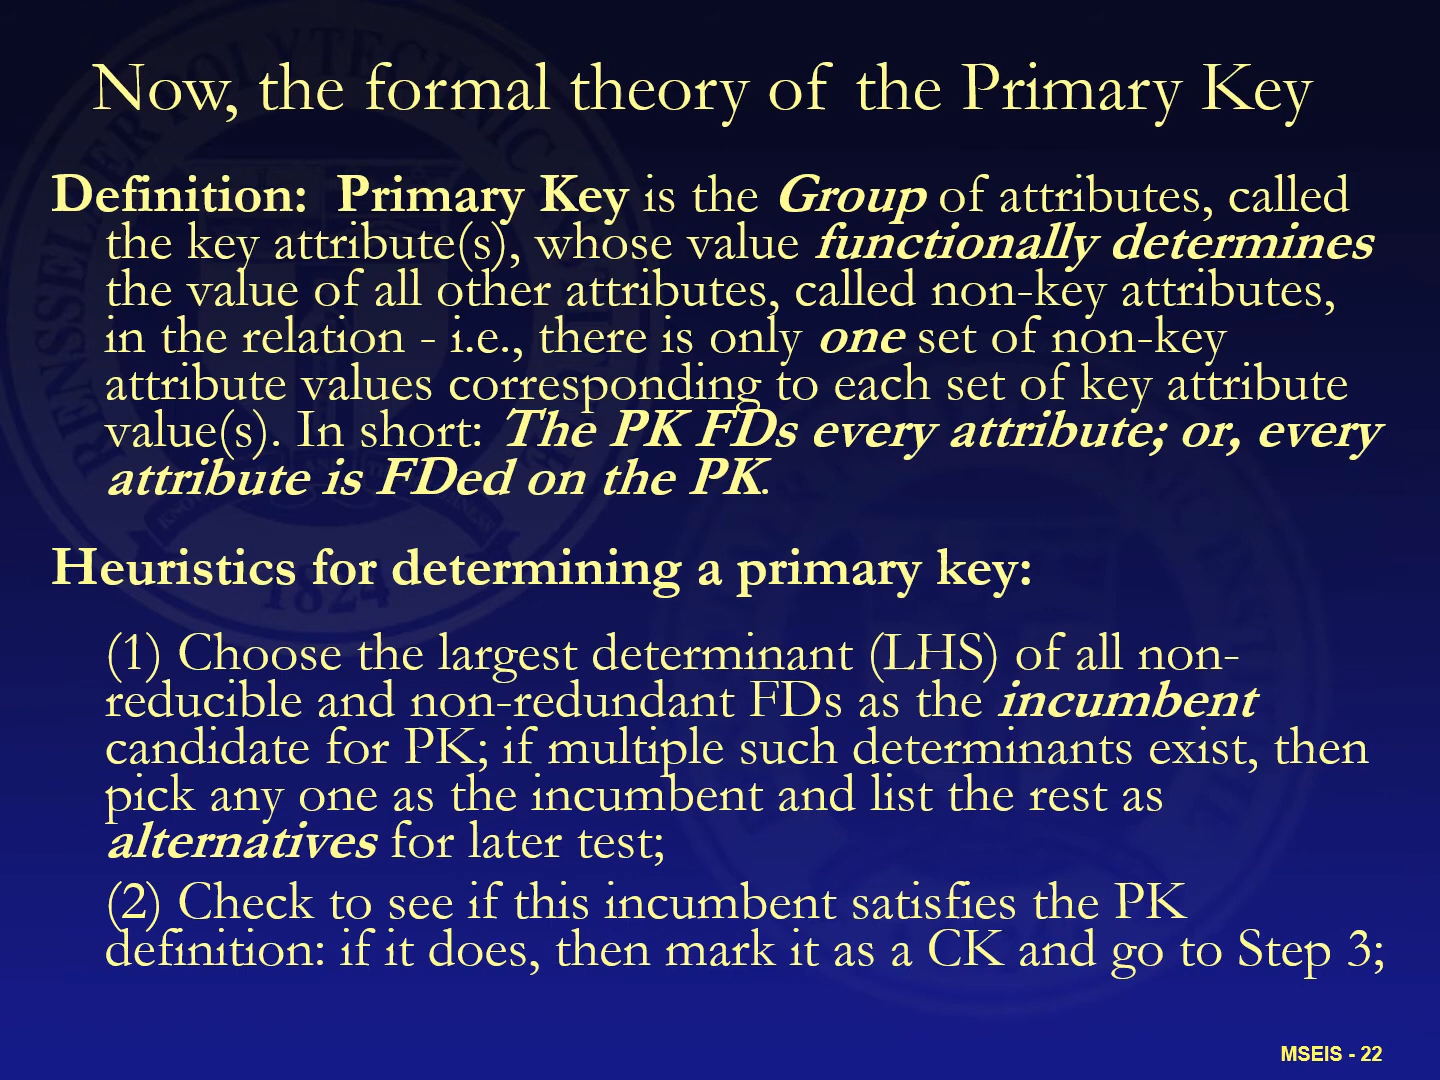 Now, the formal theory of the Primary Key
Definition: Primary Key is the Group of attributes, called
the key attribute(s), whose value functionally determines
the value of all other attributes, called non-key attributes,
in the relation - i.e., there is only one set of non-key
attribute values corresponding to each set of key attribute
value(s). In short: The PK FDs every attribute; or, every
attribute is FDed on the PK.
Heuristics for determining a primary key:
(1) Choose the largest determinant (LHS) of all non-
reducible and non-redundant FDs as the incumbent
candidate for PK; if multiple such determinants exist, then
pick any one as the incumbent and list the rest as
alternatives for later test;
(2) Check to see if this incumbent satisfies the PK
definition: if it does, then mark it as a CK and go to Step 3;
MSEIS - 22
1824